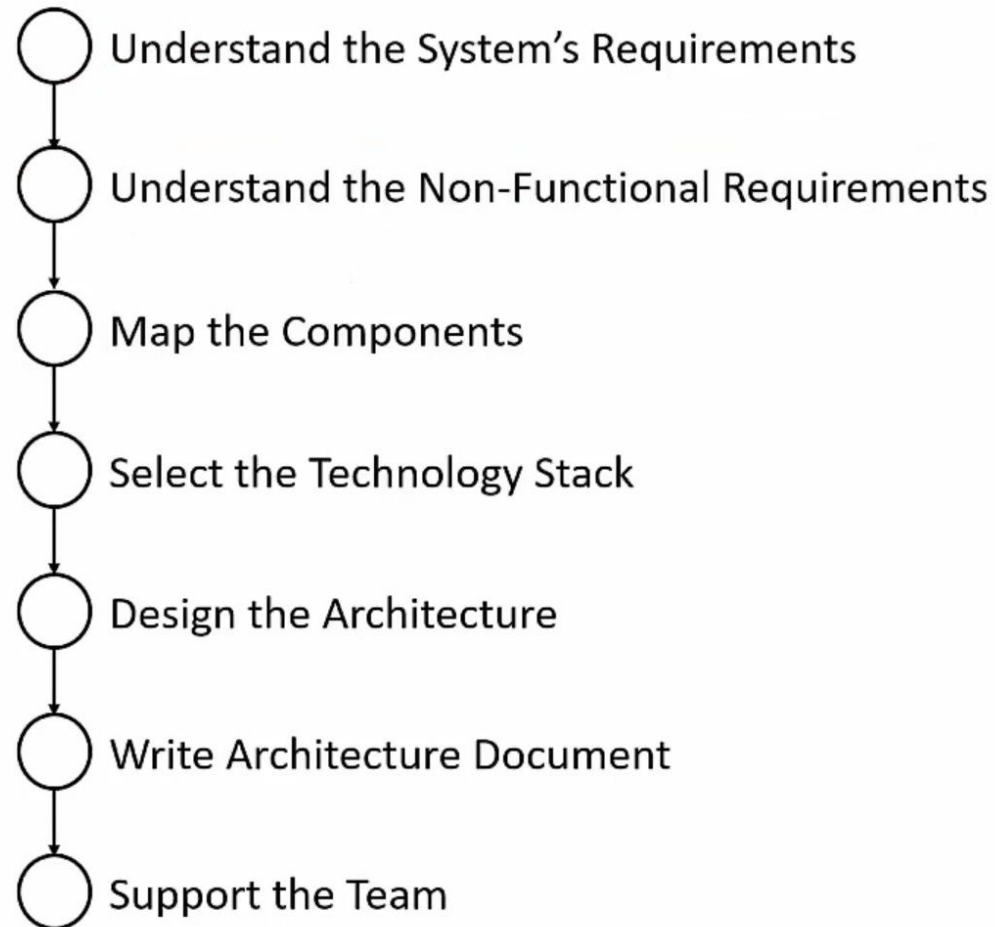 Understand the System’s Requirements
Understand the Non-Functional Requirements
Map the Components
Select the Technology Stack
Design the Architecture
Write Architecture Document
Support the Team